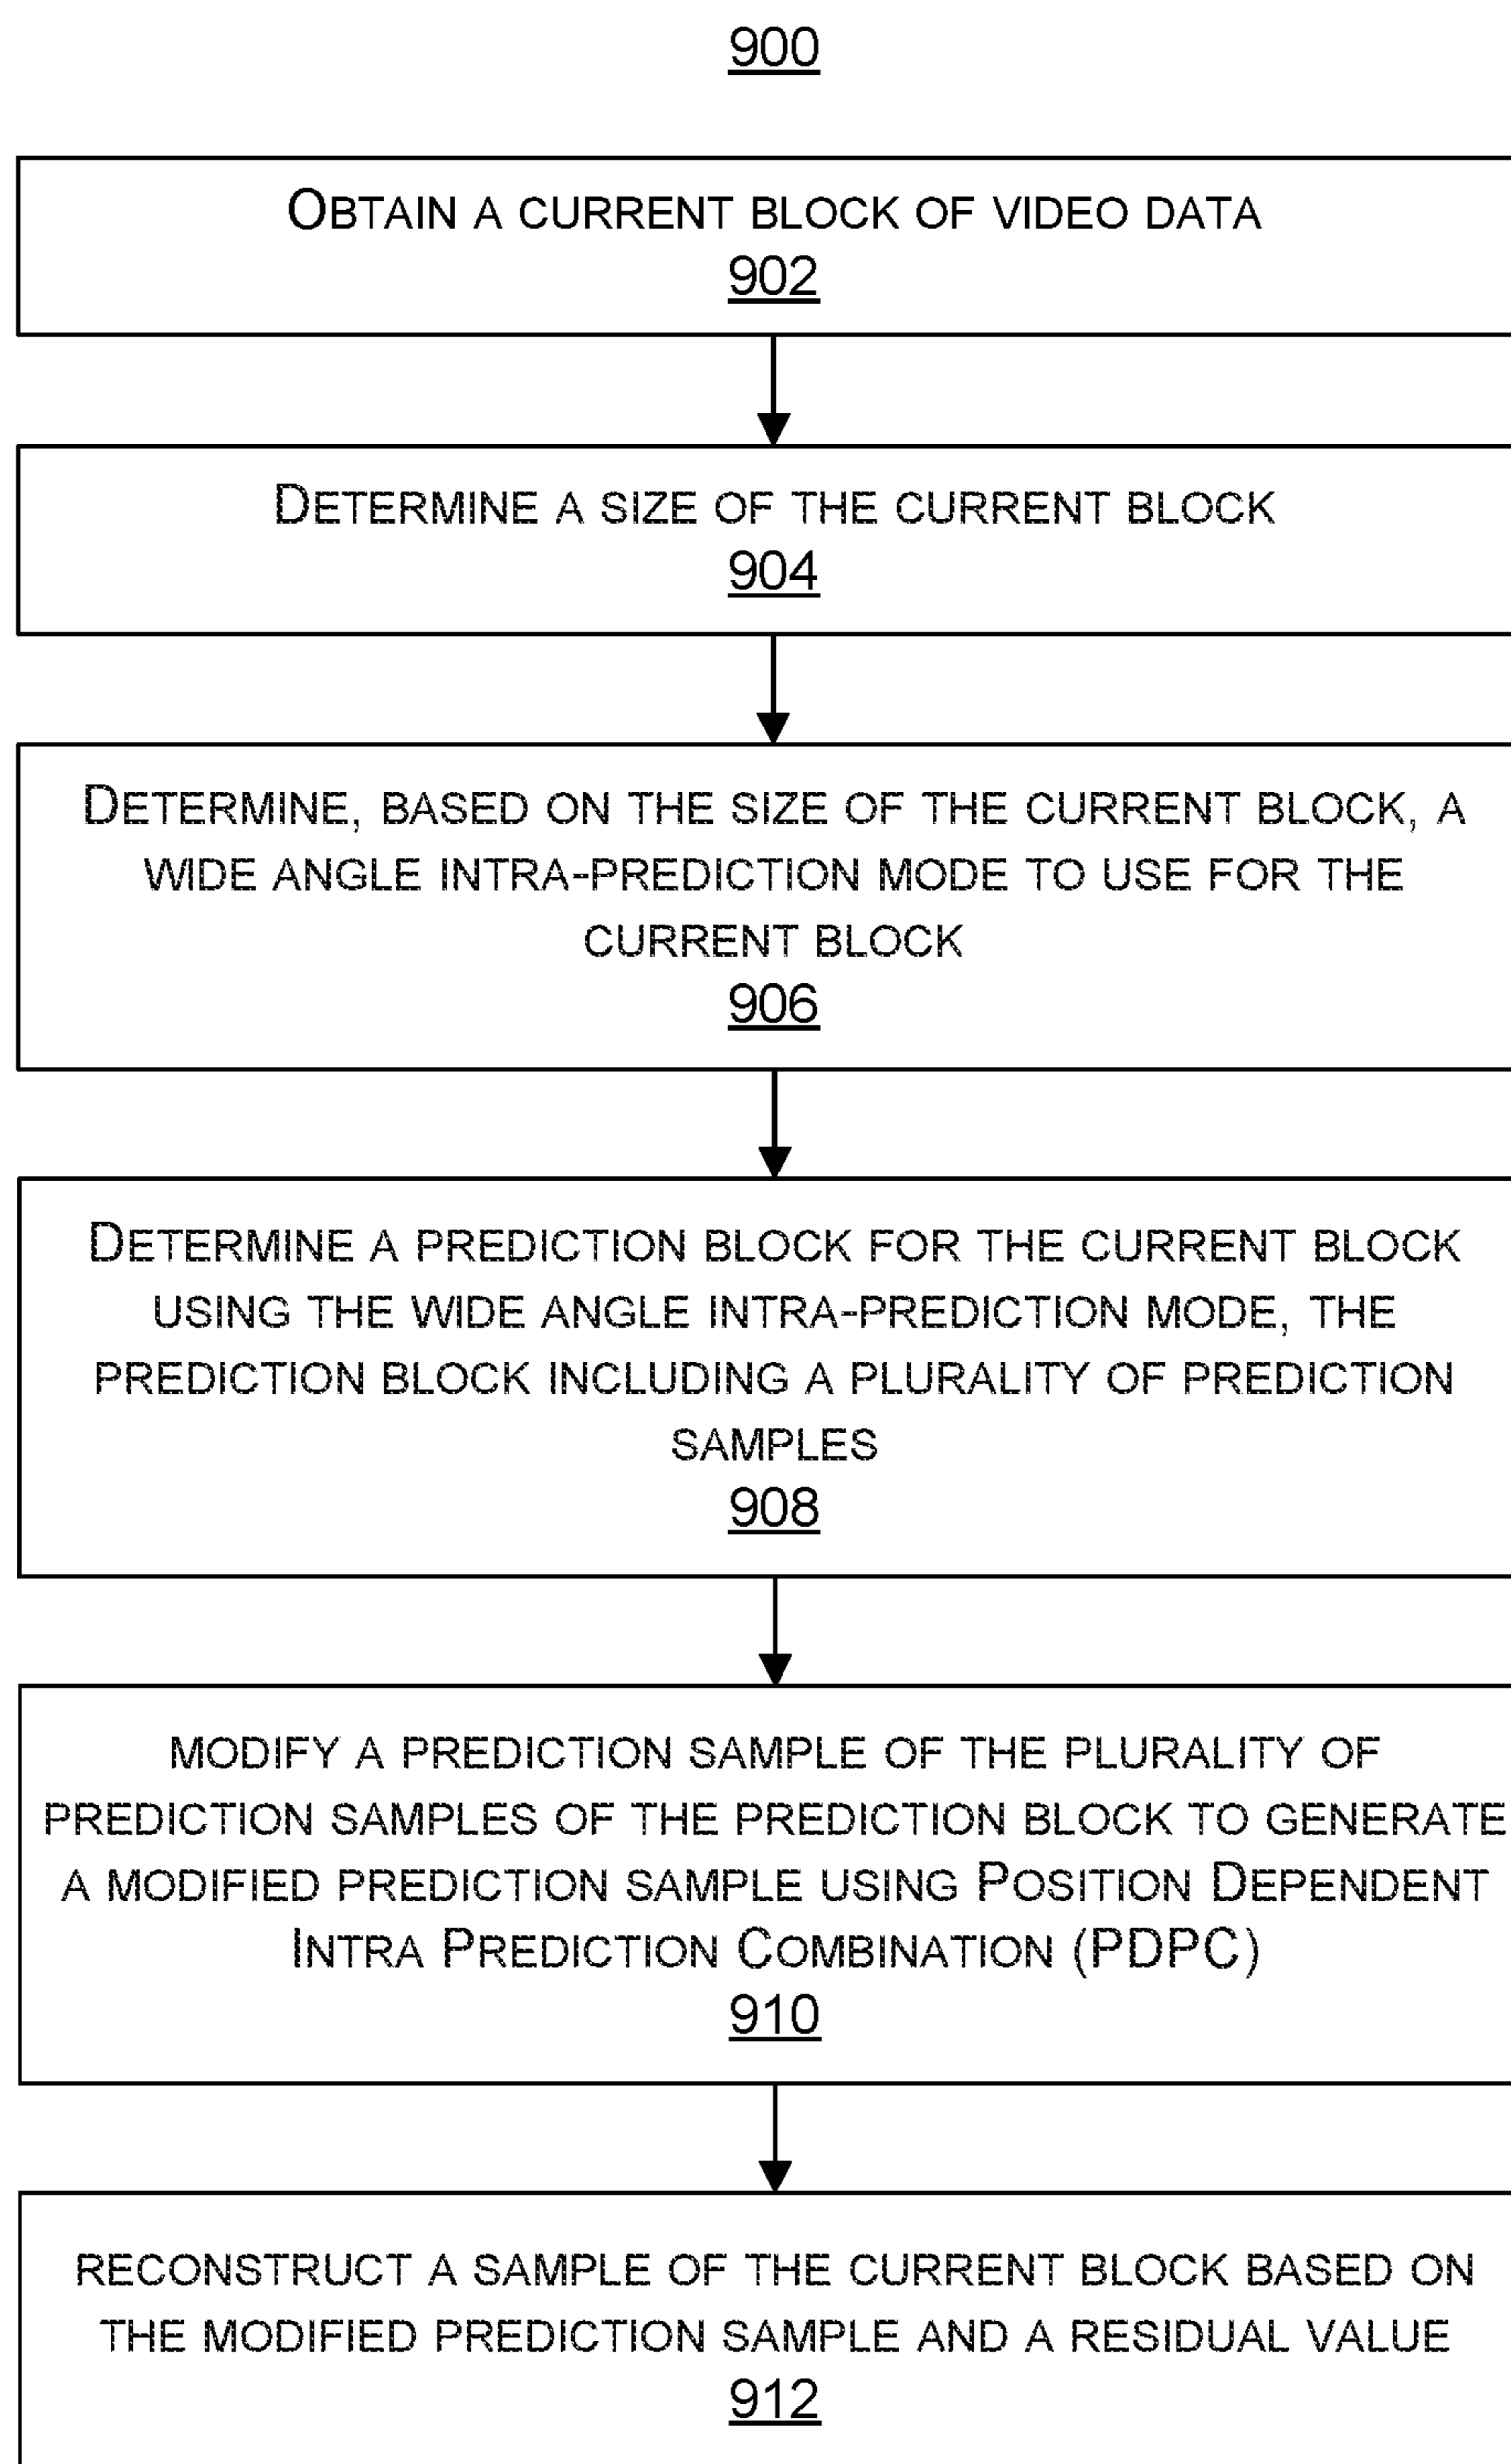 900
OBTAIN A CURRENT BLOCK OF VIDEO DATA
902
DETERMINE A SIZE OF THE CURRENT BLOCK
904
DETERMINE, BASED ON THE SIZE OF THE CURRENT BLOCK, A
WIDE ANGLE INTRA-PREDICTION MODE TO USE FOR THE
CURRENT BLOCK
906
DETERMINE A PREDICTION BLOCK FOR THE CURRENT BLOCK
USING THE WIDE ANGLE INTRA-PREDICTION MODE, THE
PREDICTION BLOCK INCLUDING A PLURALITY OF PREDICTION
SAMPLES
908
MODIFY A PREDICTION SAMPLE OF THE PLURALITY OF
PREDICTION SAMPLES OF THE PREDICTION BLOCK TO GENERATE
A MODIFIED PREDICTION SAMPLE USING POSITION DEPENDENT
INTRA PREDICTION COMBINATION (PDPC)
910
RECONSTRUCT A SAMPLE OF THE CURRENT BLOCK BASED ON
THE MODIFIED PREDICTION SAMPLE AND A RESIDUAL VALUE
912